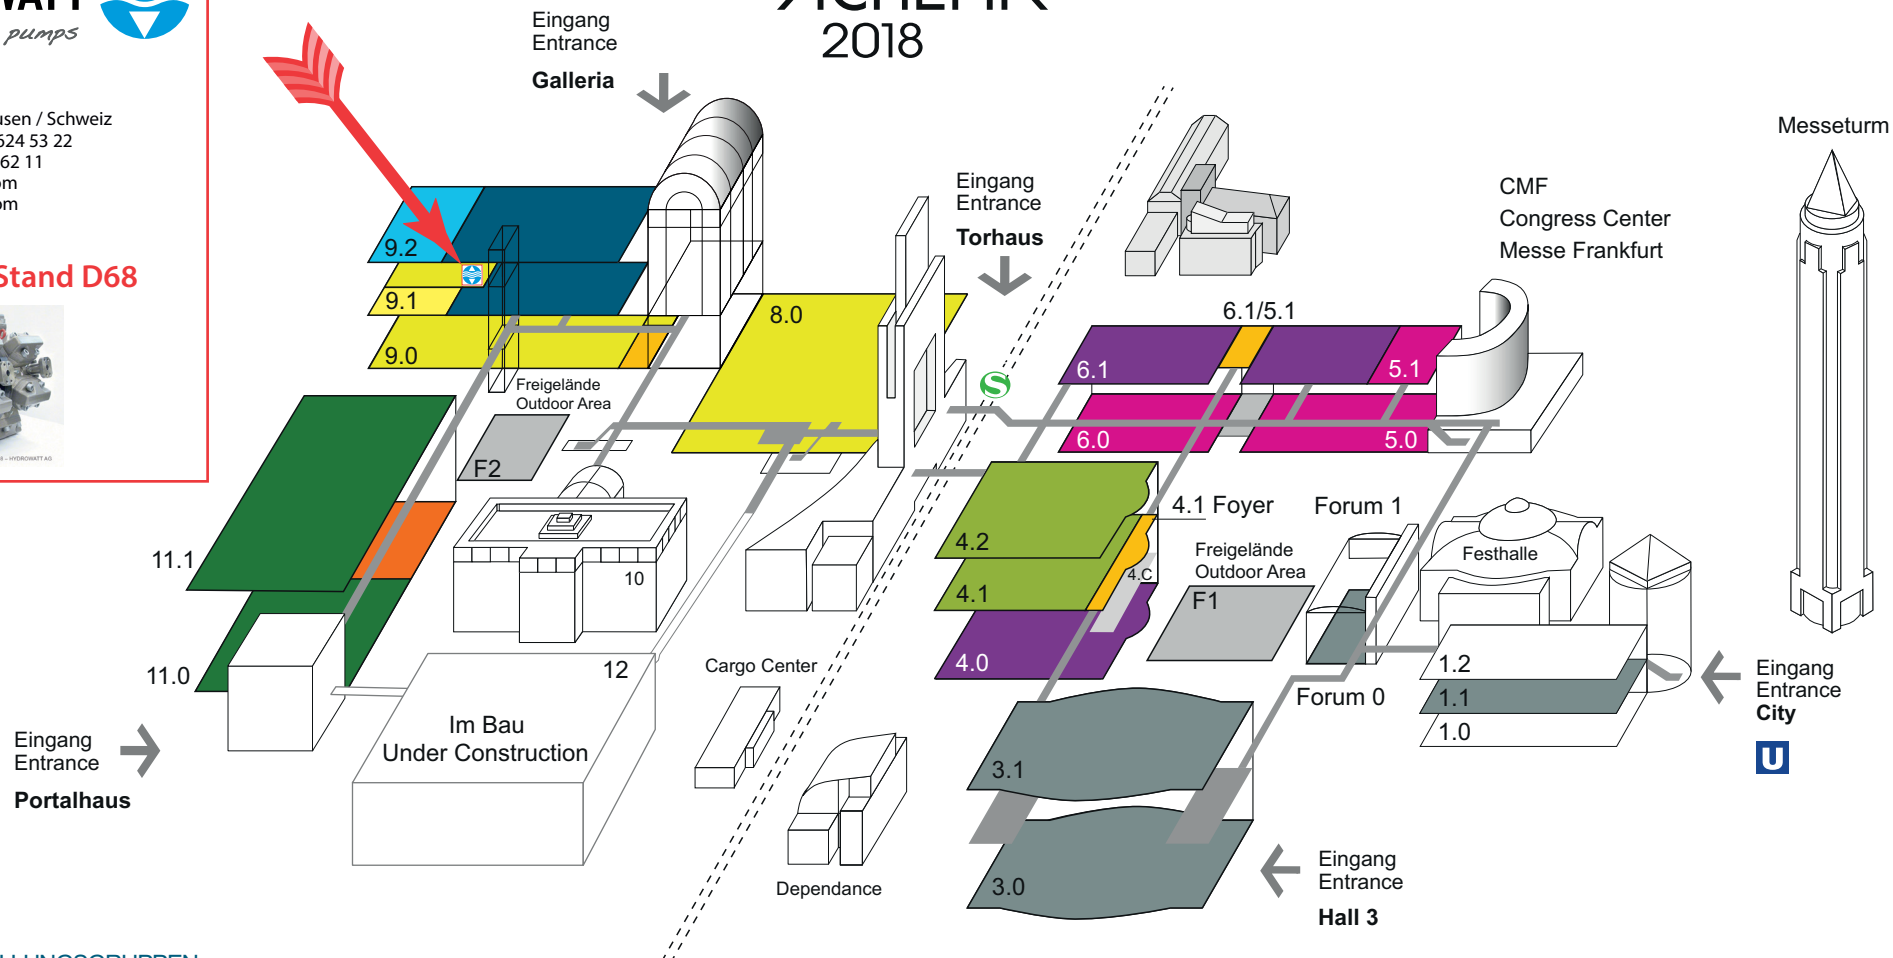 pumps
2018
Schweiz
624 53 22
62 11
Stand D68
HYDROWATT AG
Eingang
Entrance
Galleria
Eingang
Entrance
Torhaus
CMF
Congress Center
Messe Frankfurt
Messeturm
9.2
9.1
9.0
8.0
6.1/5.1
6.1
5.1
6.0
5.0
Freigelände
Outdoor Area
F2
S
11.1
11.0
10
12
Im Bau
Under Construction
4.2
4.1
4.0
4.1 Foyer
4.C
Freigelände
Outdoor Area
F1
Forum 1
Forum 0
Festhalle
1.2
1.1
1.0
Eingang
Entrance
City
U
Cargo Center
Dependance
3.1
3.0
Eingang
Entrance
Hall 3
Eingang
Entrance
Portalhaus